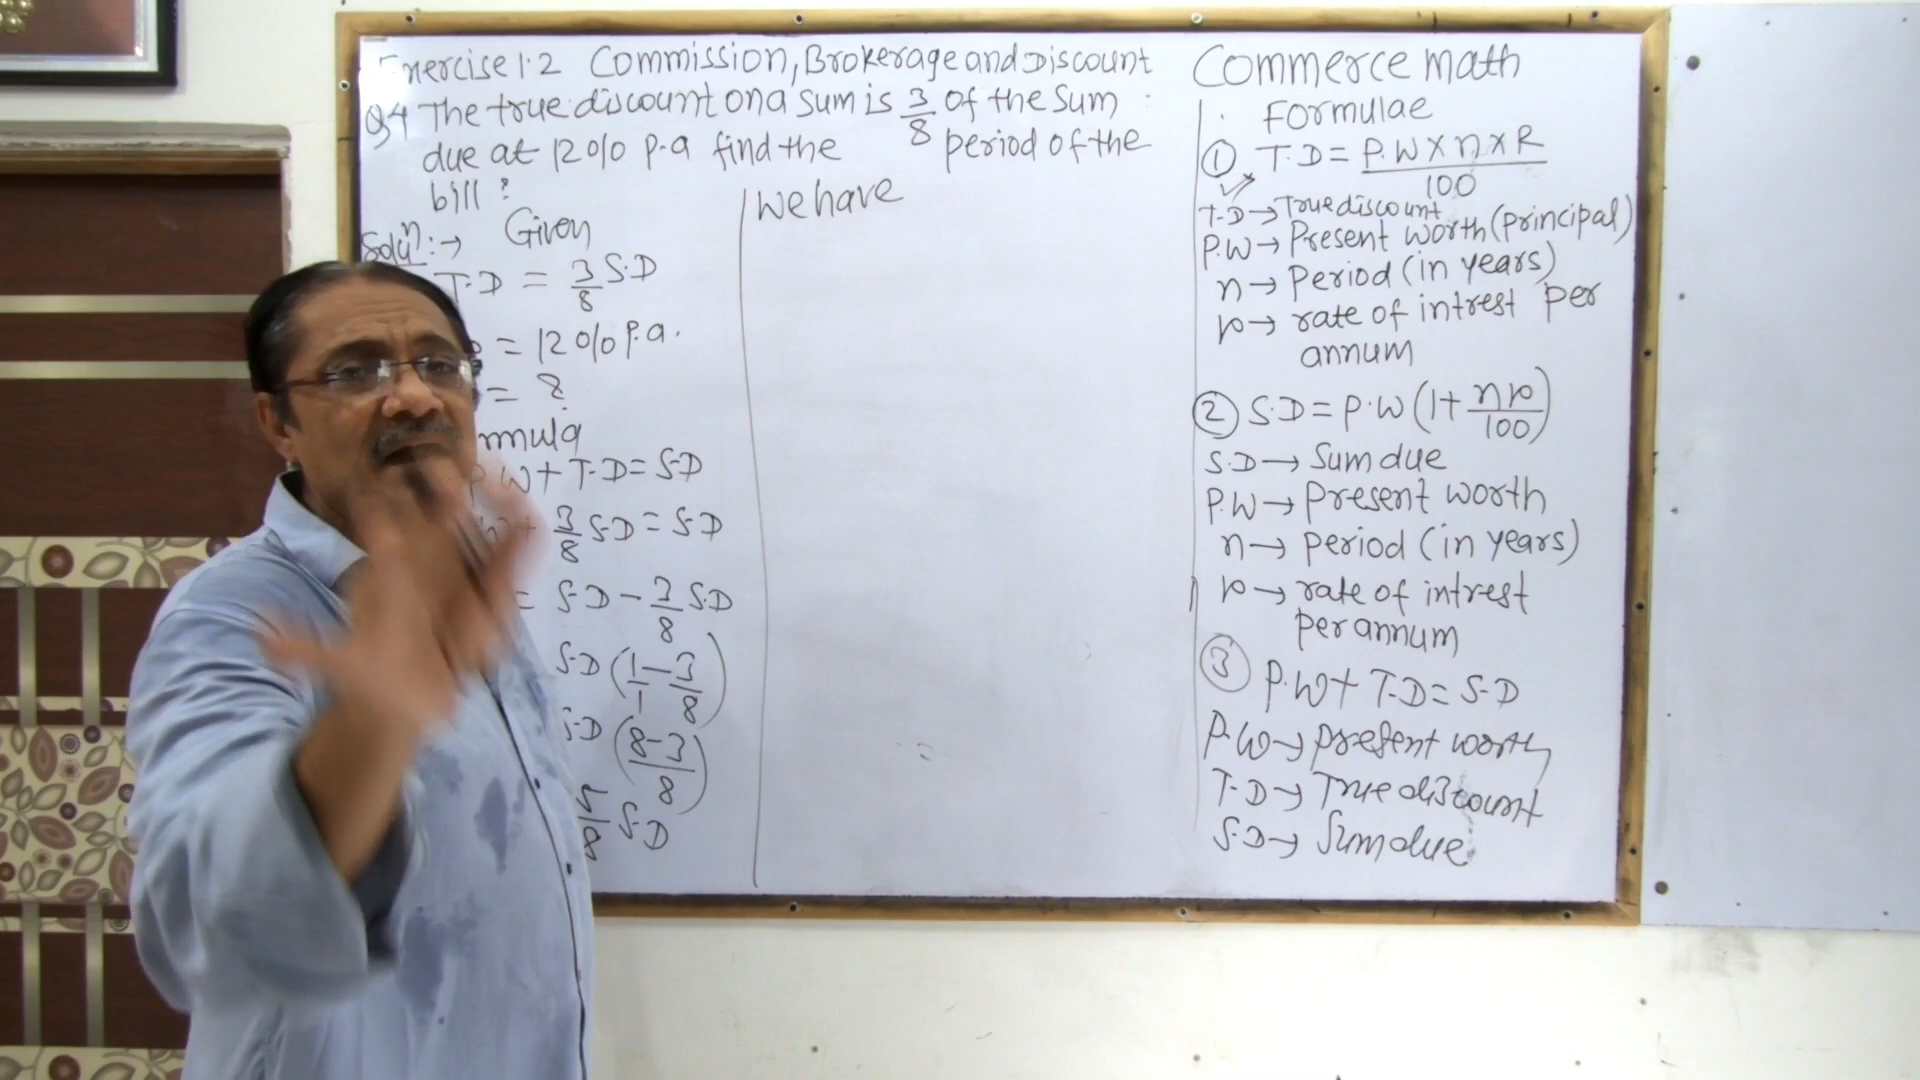 Exercise 1.2 Commission, Brokerage and Discount
Q4 The true discount on a sum is 3/8 of the sum
due at 12% p.a find the period of the
bill ?
Soluⁿ :→ Given
T.D = 3/8 S.D
= 12% p.a.
= ?
P.W + T.D = S.D
+ 3/8 S.D = S.D
= S.D - 3/8 S.D
S.D (1/1 - 3/8)
S.D (8-3/8)
5/8 S.D
We have
Commerce math
Formulae
① T.D = P.W x n x R / 100
T.D → True discount
P.W → Present worth (principal)
n → Period (in years)
r → rate of intrest per
annum
② S.D = P.W (1 + nr/100)
S.D → Sum due
P.W → Present worth
n → period (in years)
r → rate of intrest
per annum
③ P.W + T.D = S.D
P.W → present worth
T.D → True discount
S.D → Sum due